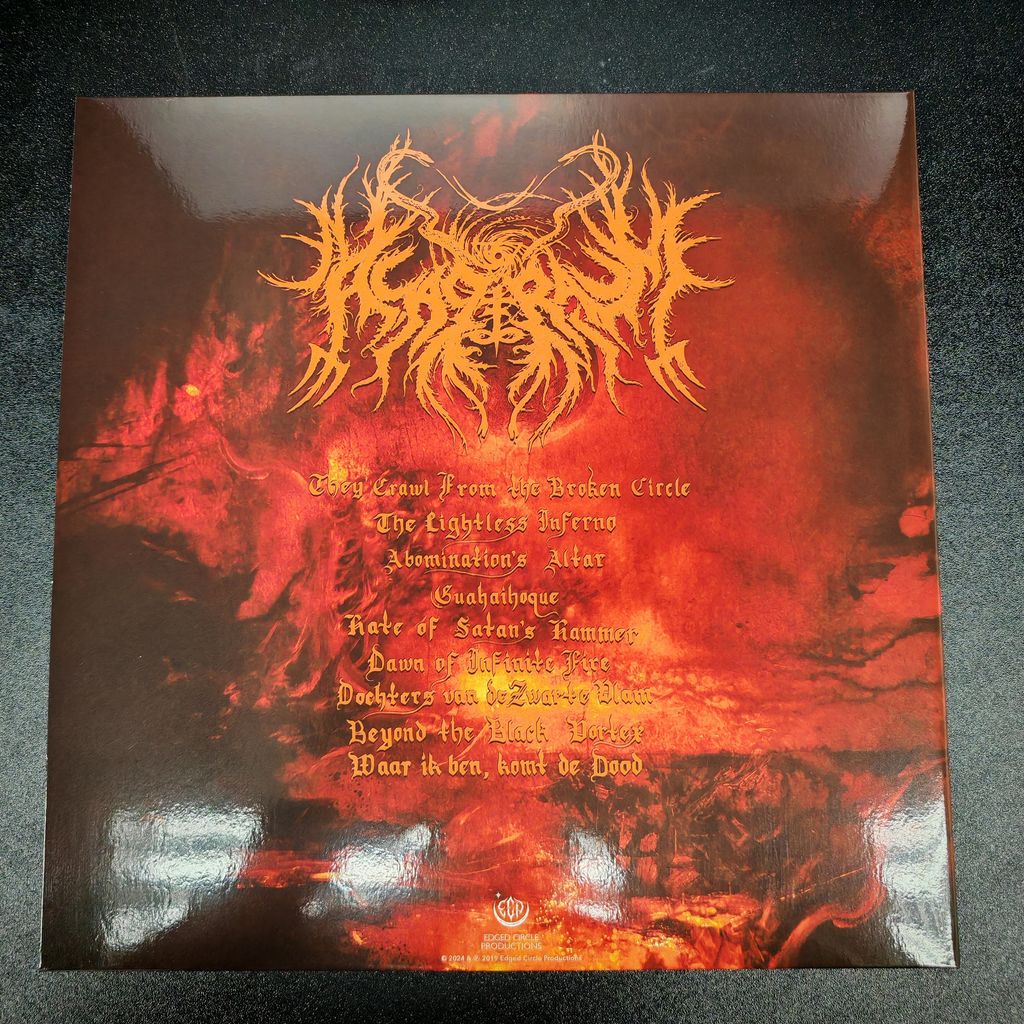 ASAGRAUM
They Crawl From the Broken Circle
The Lightless Inferno
Abomination's Altar
Guahaihoque
Hate of Satan's Hammer
Dawn of Infinite Fire
Dochters van de Zwarte Vlam
Beyond the Black Vortex
Waar ik ben, komt de Dood
ECP
EDGED CIRCLE
PRODUCTIONS
© 2024 & ℗ 2019 Edged Circle Productions